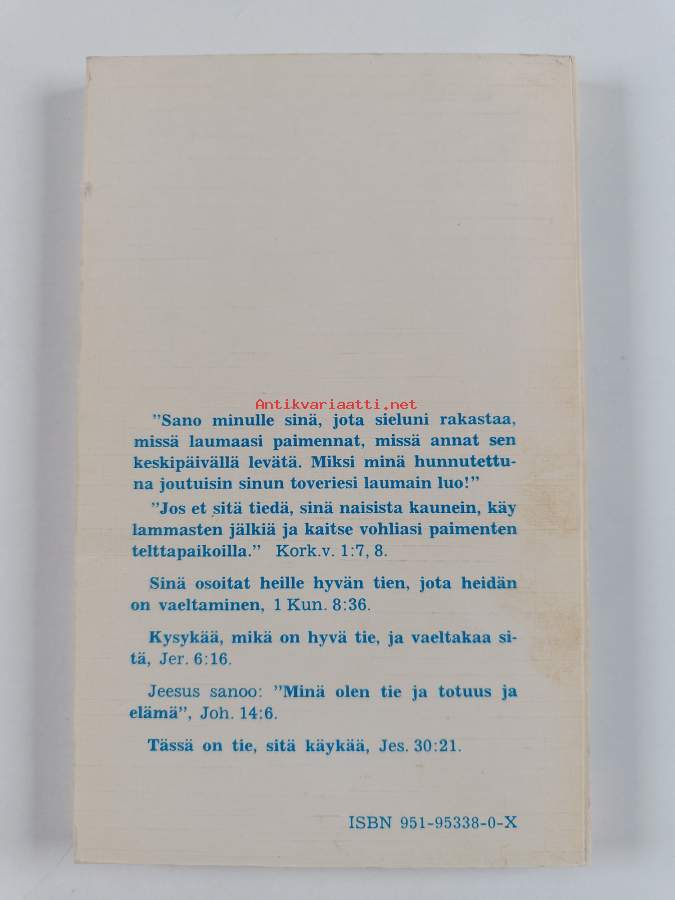 Antikvariaatti.net
"Sano minulle sinä, jota sieluni rakastaa,
missä laumaasi paimennat, missä annat sen
keskipäivällä levätä. Miksi minä hunnutettu-
na joutuisin sinun toveriesi laumain luo!"
"Jos et sitä tiedä, sinä naisista kaunein, käy
lammasten jälkiä ja kaitse vohliasi paimenten
telttapaikoilla." Kork.v. 1:7, 8.
Sinä osoitat heille hyvän tien, jota heidän
on vaeltaminen, 1 Kun. 8:36.
Kysykää, mikä on hyvä tie, ja vaeltakaa si-
tä, Jer. 6:16.
Jeesus sanoo: "Minä olen tie ja totuus ja
elämä", Joh. 14:6.
Tässä on tie, sitä käykää, Jes. 30:21.
ISBN 951-95338-0-X